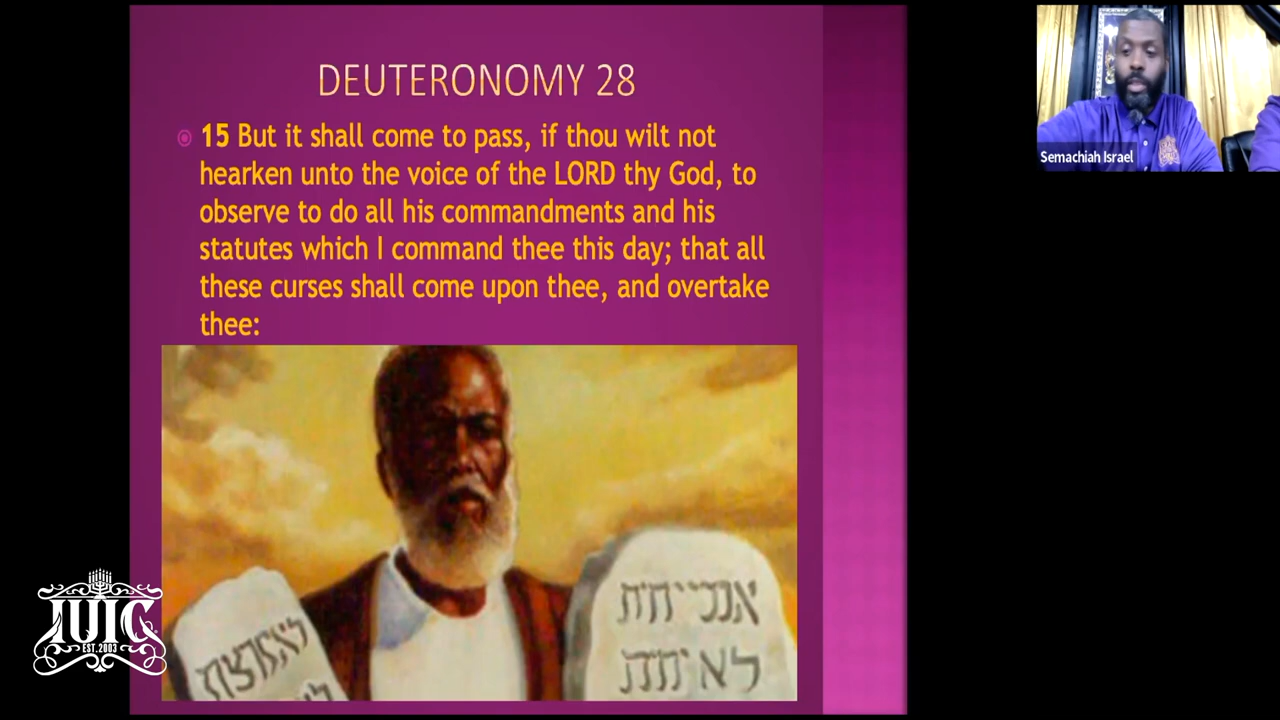 DEUTERONOMY 28
15 But it shall come to pass, if thou wilt not
hearken unto the voice of the LORD thy God, to
observe to do all his commandments and his
statutes which I command thee this day; that all
these curses shall come upon thee, and overtake
thee:
Semachiah Israel
IUIC
EST. 2003